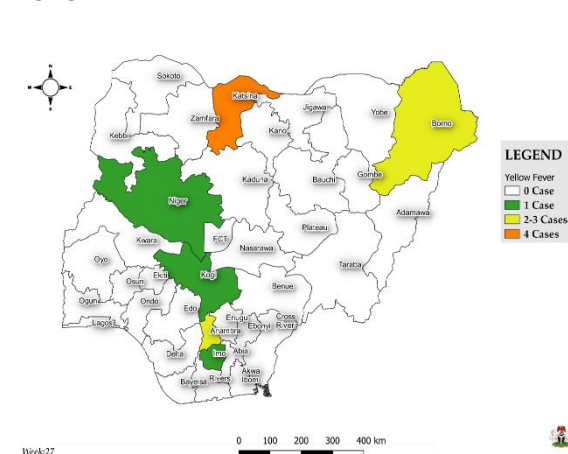 Sokoto
Katsina
Jigawa
Yobe
Borno
Zamfara
Kano
Kebbi
Kaduna
Bauchi
Gombe
Niger
Adamawa
Plateau
Kwara
FCT
Nasarawa
Taraba
Oyo
Ekiti
Kogi
Osun
Benue
Ogun
Ondo
Edo
Enugu
Cross
River
Lagos
Anambra
Ebonyi
Delta
Imo
Abia
Bayelsa
Rivers
Akwa
Ibom
LEGEND
Yellow Fever
0 Case
1 Case
2-3 Cases
4 Cases
0 100 200 300 400 km
Week:27